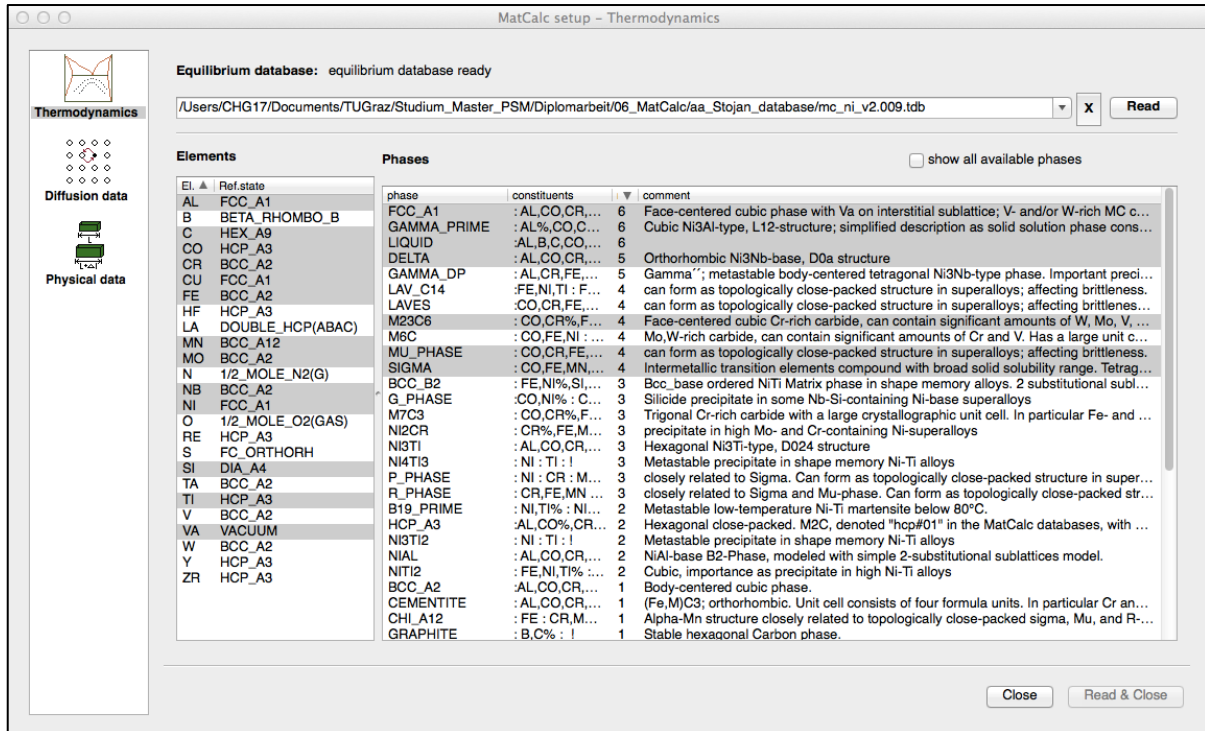 MatCalc setup – Thermodynamics
Thermodynamics
Diffusion data
L
L+ΔL
Physical data
Equilibrium database: equilibrium database ready
/Users/CHG17/Documents/TUGraz/Studium_Master_PSM/Diplomarbeit/06_MatCalc/aa_Stojan_database/mc_ni_v2.009.tdb X Read
Elements
El. Ref.state
AL FCC_A1
B BETA_RHOMBO_B
C HEX_A9
CO HCP_A3
CR BCC_A2
CU FCC_A1
FE BCC_A2
HF HCP_A3
LA DOUBLE_HCP(ABAC)
MN BCC_A12
MO BCC_A2
N 1/2_MOLE_N2(G)
NB BCC_A2
NI FCC_A1
O 1/2_MOLE_O2(GAS)
RE HCP_A3
S FC_ORTHORH
SI DIA_A4
TA BCC_A2
TI HCP_A3
V BCC_A2
VA VACUUM
W BCC_A2
Y HCP_A3
ZR HCP_A3
Phases show all available phases
phase constituents comment
FCC_A1 : AL,CO,CR,... 6 Face-centered cubic phase with Va on interstitial sublattice; V- and/or W-rich MC c...
GAMMA_PRIME : AL%,CO,C... 6 Cubic Ni3Al-type, L12-structure; simplified description as solid solution phase cons...
LIQUID :AL,B,C,CO,... 6
DELTA : AL,CO,CR,... 5 Orthorhombic Ni3Nb-base, D0a structure
GAMMA_DP : AL,CR,FE,... 5 Gamma´´; metastable body-centered tetragonal Ni3Nb-type phase. Important preci...
LAV_C14 :FE,NI,TI : F... 4 can form as topologically close-packed structure in superalloys; affecting brittleness.
LAVES :CO,CR,FE,... 4 can form as topologically close-packed structure in superalloys; affecting brittleness.
M23C6 : CO,CR%,F... 4 Face-centered cubic Cr-rich carbide, can contain significant amounts of W, Mo, V, ...
M6C : CO,FE,NI : ... 4 Mo,W-rich carbide, can contain significant amounts of Cr and V. Has a large unit c...
MU_PHASE : CO,CR,FE,... 4 can form as topologically close-packed structure in superalloys; affecting brittleness.
SIGMA : CO,FE,MN,... 4 Intermetallic transition elements compound with broad solid solubility range. Tetrag...
BCC_B2 : FE,NI%,SI,... 3 Bcc_base ordered NiTi Matrix phase in shape memory alloys. 2 substitutional subl...
G_PHASE :CO,NI% : C... 3 Silicide precipitate in some Nb-Si-containing Ni-base superalloys
M7C3 : CO,CR%,F... 3 Trigonal Cr-rich carbide with a large crystallographic unit cell. In particular Fe- and ...
NI2CR : CR%,FE,M... 3 precipitate in high Mo- and Cr-containing Ni-superalloys
NI3TI : AL,CO,CR,... 3 Hexagonal Ni3Ti-type, D024 structure
NI4TI3 : NI : TI : ! 3 Metastable precipitate in shape memory Ni-Ti alloys
P_PHASE : NI : CR : M... 3 closely related to Sigma. Can form as topologically close-packed structure in super...
R_PHASE : CR,FE,MN ... 3 closely related to Sigma and Mu-phase. Can form as topologically close-packed str...
B19_PRIME : NI,TI% : NI... 2 Metastable low-temperature Ni-Ti martensite below 80°C.
HCP_A3 :AL,CO%,CR... 2 Hexagonal close-packed. M2C, denoted "hcp#01" in the MatCalc databases, with ...
NI3TI2 : NI : TI : ! 2 Metastable precipitate in shape memory Ni-Ti alloys
NIAL : AL,CO,CR,... 2 NiAl-base B2-Phase, modeled with simple 2-substitutional sublattices model.
NITI2 : FE,NI,TI% :... 2 Cubic, importance as precipitate in high Ni-Ti alloys
BCC_A2 : AL,CO,CR,... 1 Body-centered cubic phase.
CEMENTITE : AL,CO,CR,... 1 (Fe,M)C3; orthorhombic. Unit cell consists of four formula units. In particular Cr an...
CHI_A12 : FE : CR,M... 1 Alpha-Mn structure closely related to topologically close-packed sigma, Mu, and R-...
GRAPHITE : B,C% : ! 1 Stable hexagonal Carbon phase.
Close Read & Close